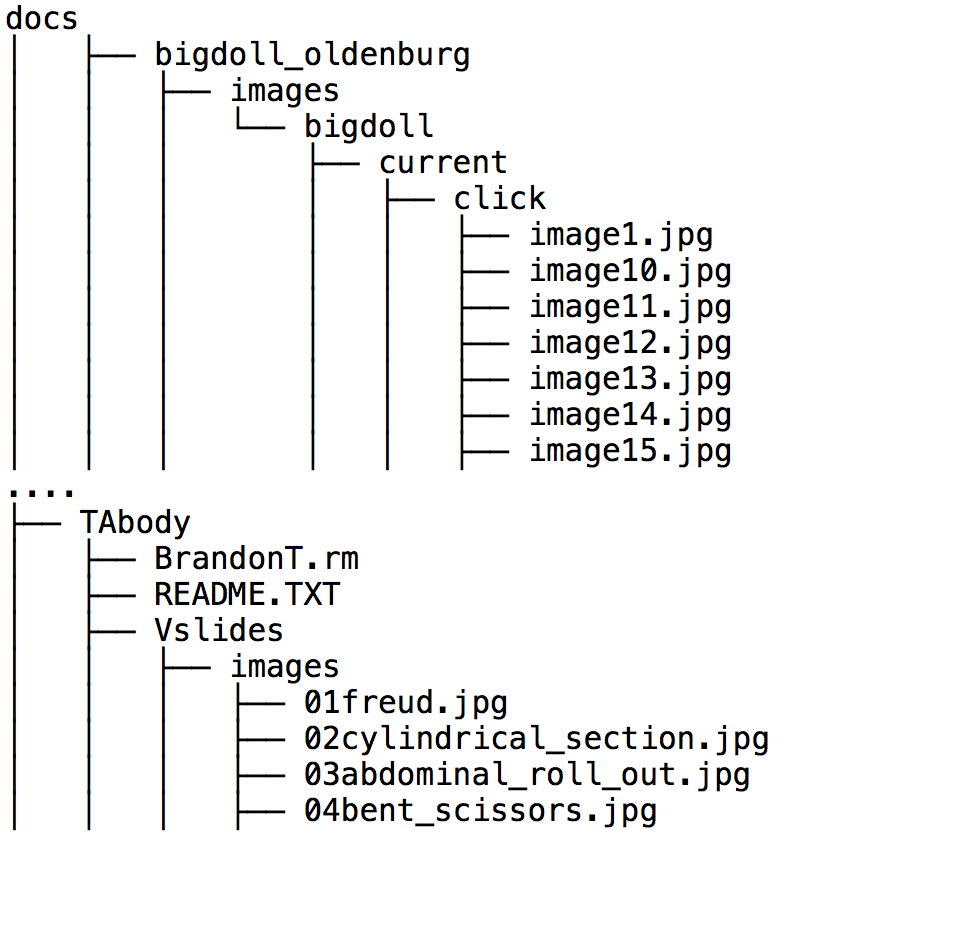 docs
bigdoll_oldenburg
images
bigdoll
current
click
image1.jpg
image10.jpg
image11.jpg
image12.jpg
image13.jpg
image14.jpg
image15.jpg
....
TAbody
BrandonT.rm
README.TXT
Vslides
images
01freud.jpg
02cylindrical_section.jpg
03abdominal_roll_out.jpg
04bent_scissors.jpg